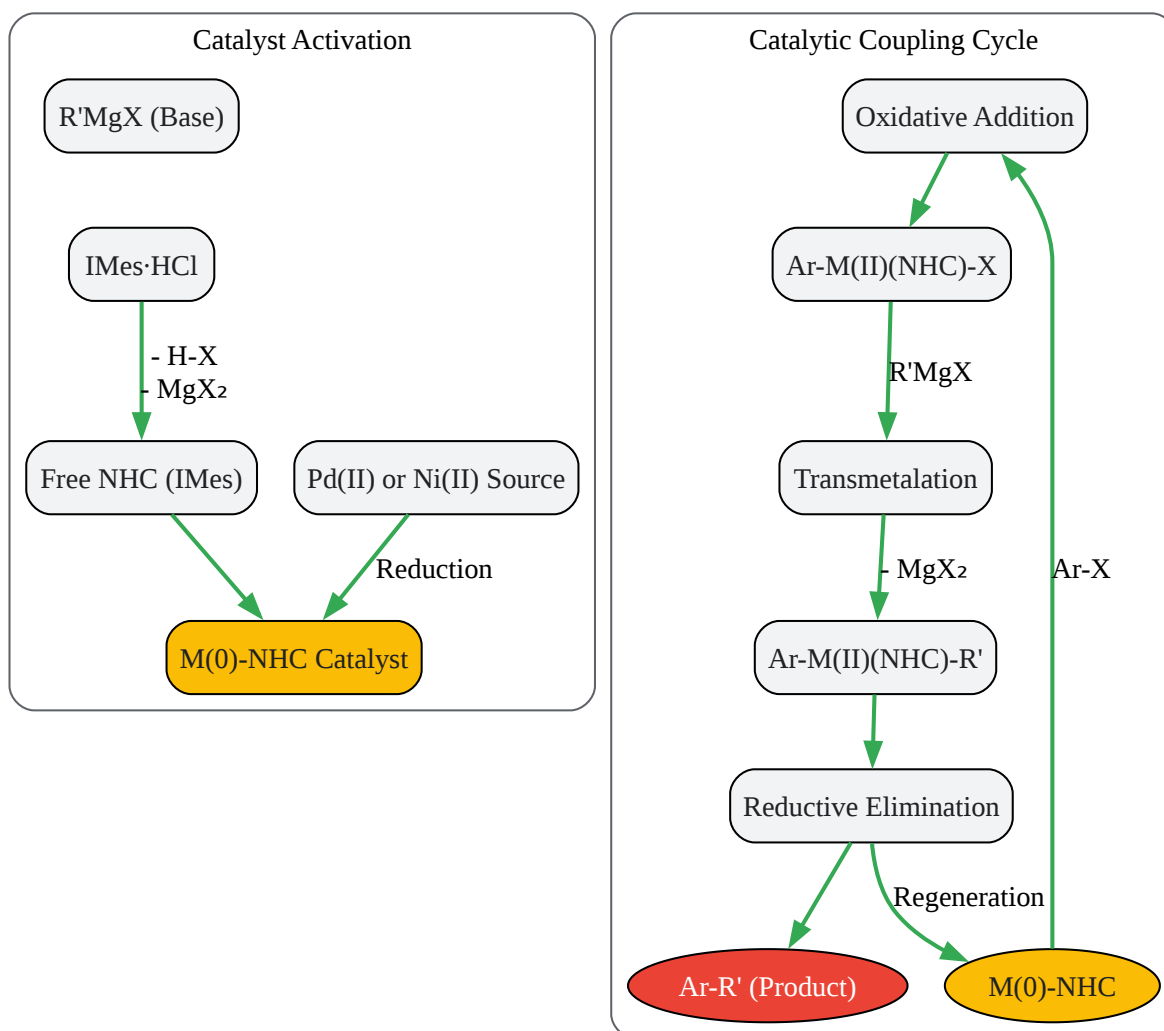 Catalyst Activation
R'MgX (Base)
IMes·HCl
- H-X
- MgX₂
Free NHC (IMes)
Pd(II) or Ni(II) Source
Reduction
M(0)-NHC Catalyst
Catalytic Coupling Cycle
Oxidative Addition
Ar-M(II)(NHC)-X
R'MgX
Transmetalation
- MgX₂
Ar-X
Ar-M(II)(NHC)-R'
Reductive Elimination
Regeneration
Ar-R' (Product)
M(0)-NHC